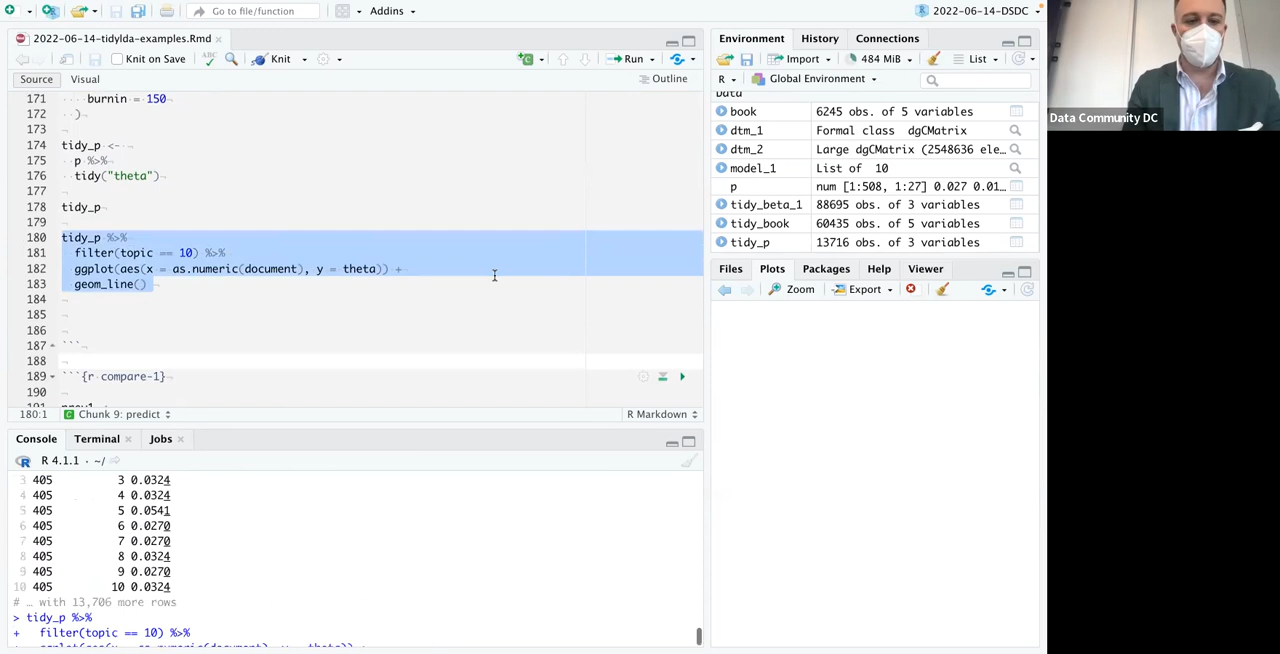 Go to file/function
Addins
2022-06-14-DSDC
2022-06-14-tidylda-examples.Rmd
Knit on Save
ABC
Knit
Run
Source
Visual
Outline
171 burnin = 150
172 )
173
174 tidy_p <-
175 p %>%
176 tidy("theta")
177
178 tidy_p
179
180 tidy_p %>%
181 filter(topic == 10) %>%
182 ggplot(aes(x = as.numeric(document), y = theta)) +
183 geom_line()
184
185
186
187 ```
188
189 ```{r compare-1}
190
180:1
Chunk 9: predict
R Markdown
Console
Terminal
Jobs
R 4.1.1 · ~/
3 405 3 0.0324
4 405 4 0.0324
5 405 5 0.0541
6 405 6 0.0270
7 405 7 0.0270
8 405 8 0.0324
9 405 9 0.0270
10 405 10 0.0324
# … with 13,706 more rows
> tidy_p %>%
+ filter(topic == 10) %>%
Environment
History
Connections
Import
484 MiB
List
R
Global Environment
Data
book 6245 obs. of 5 variables
dtm_1 Formal class dgCMatrix
dtm_2 Large dgCMatrix (2548636 ele…
model_1 List of 10
p num [1:508, 1:27] 0.027 0.01…
tidy_beta_1 88695 obs. of 3 variables
tidy_book 60435 obs. of 5 variables
tidy_p 13716 obs. of 3 variables
Files
Plots
Packages
Help
Viewer
Zoom
Export
Data Community DC